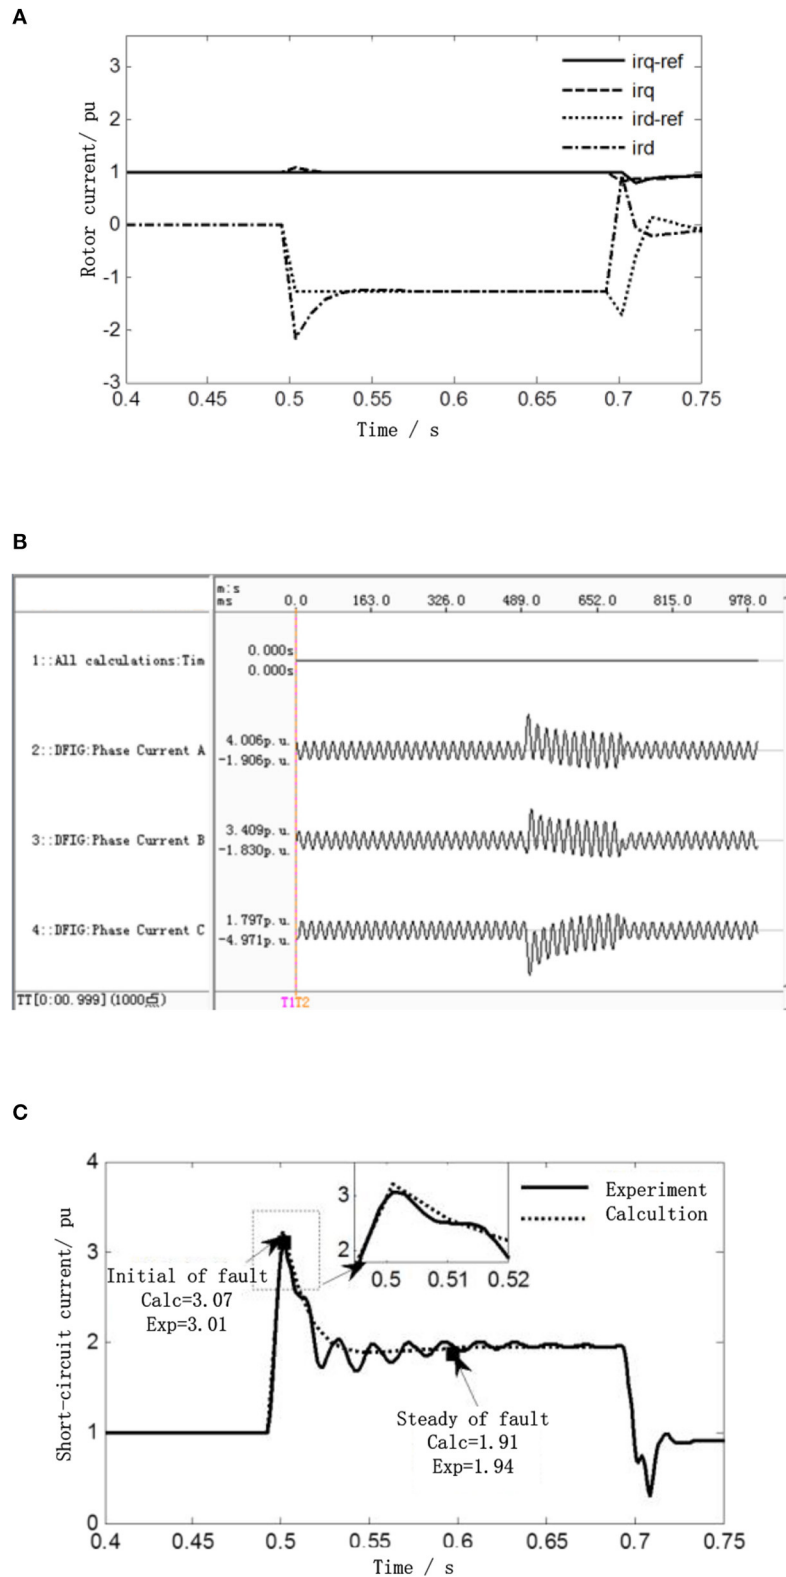 A
3
2
1
0
-1
-2
-3
Rotor current/ pu
irq-ref
irq
ird-ref
ird
0.4 0.45 0.5 0.55 0.6 0.65 0.7 0.75
Time / s
B
m:s
ms 0.0 163.0 326.0 489.0 652.0 815.0 978.0
1::All calculations:Tim 0.000s
0.000s
2::DFIG:Phase Current A 4.006p.u.
-1.906p.u.
3::DFIG:Phase Current B 3.409p.u.
-1.830p.u.
4::DFIG:Phase Current C 1.797p.u.
-4.971p.u.
TT[0:00.999](1000点) T1T2
C
4
3
2
1
0
Short-circuit current/ pu
3
2
0.5 0.51 0.52
Experiment
Calcultion
Initial of fault
Calc=3.07
Exp=3.01
Steady of fault
Calc=1.91
Exp=1.94
0.4 0.45 0.5 0.55 0.6 0.65 0.7 0.75
Time / s